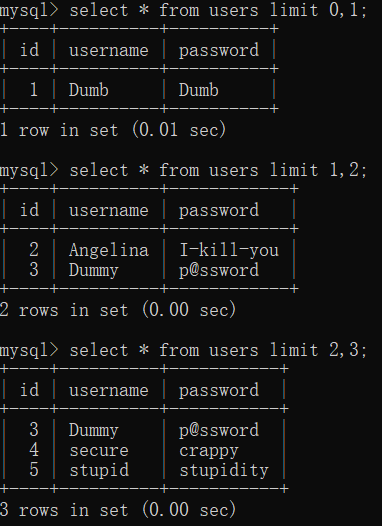 mysql> select * from users limit 0,1;
+----+----------+----------+
| id | username | password |
+----+----------+----------+
|  1 | Dumb     | Dumb     |
+----+----------+----------+
1 row in set (0.01 sec)
mysql> select * from users limit 1,2;
+----+----------+------------+
| id | username | password   |
+----+----------+------------+
|  2 | Angelina | I-kill-you |
|  3 | Dummy    | p@ssword   |
+----+----------+------------+
2 rows in set (0.00 sec)
mysql> select * from users limit 2,3;
+----+----------+-----------+
| id | username | password  |
+----+----------+-----------+
|  3 | Dummy    | p@ssword  |
|  4 | secure   | crappy    |
|  5 | stupid   | stupidity |
+----+----------+-----------+
3 rows in set (0.00 sec)